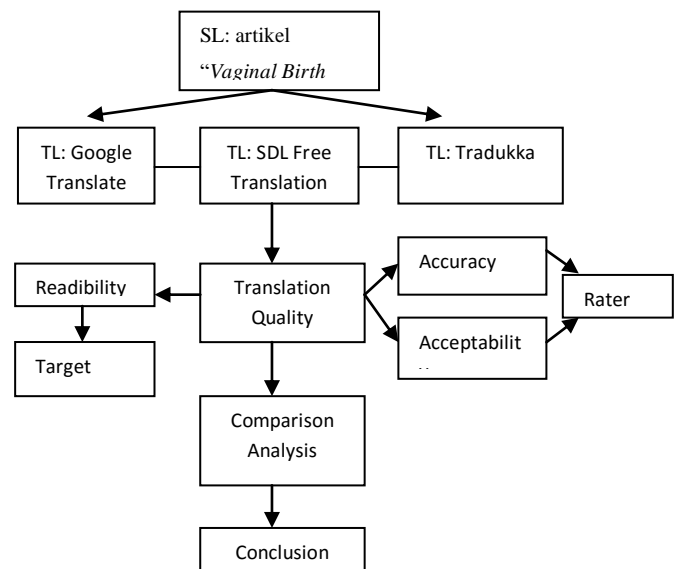 SL: artikel
“Vaginal Birth
TL: Google
Translate
TL: SDL Free
Translation
TL: Tradukka
Readibility
Translation
Quality
Accuracy
Rater
Acceptabilit
Target
Comparison
Analysis
Conclusion